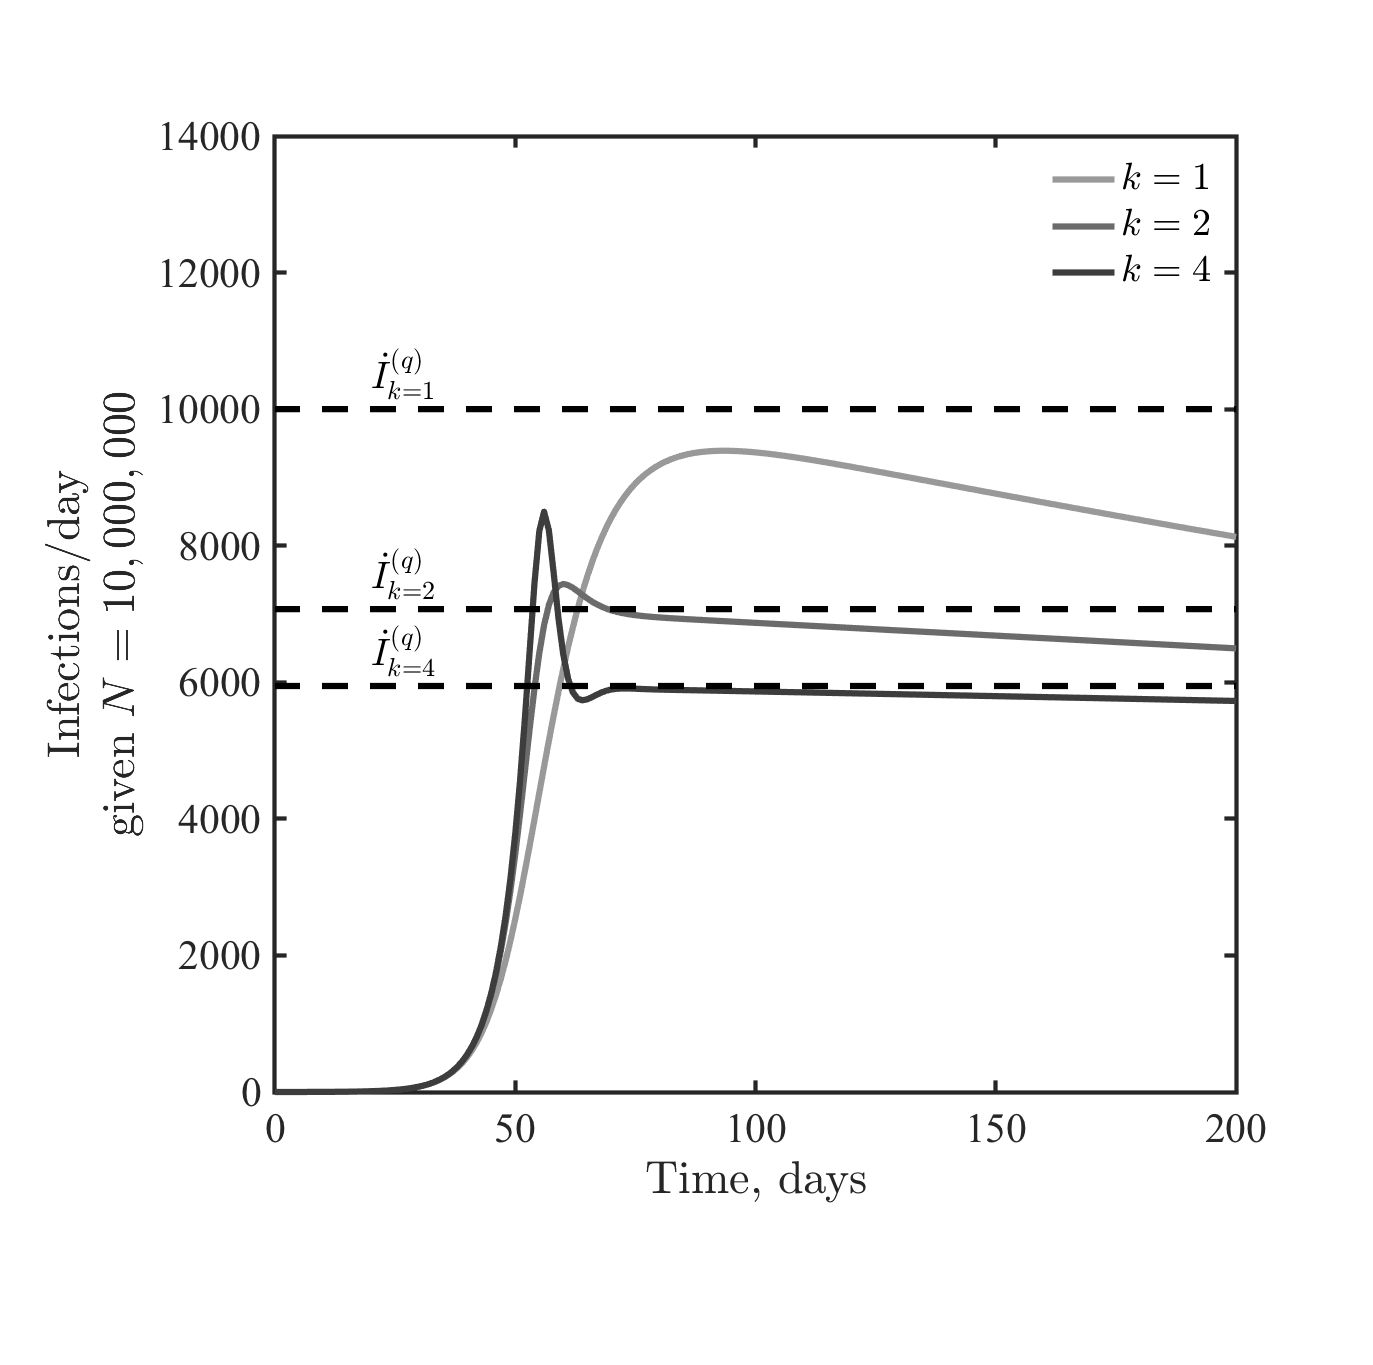 14000
12000
10000
8000
6000
4000
2000
0
0 50 100 150 200
Time, days
Infections/day
given N = 10,000,000
k = 1
k = 2
k = 4
İ^{(q)}_{k=1}
İ^{(q)}_{k=2}
İ^{(q)}_{k=4}